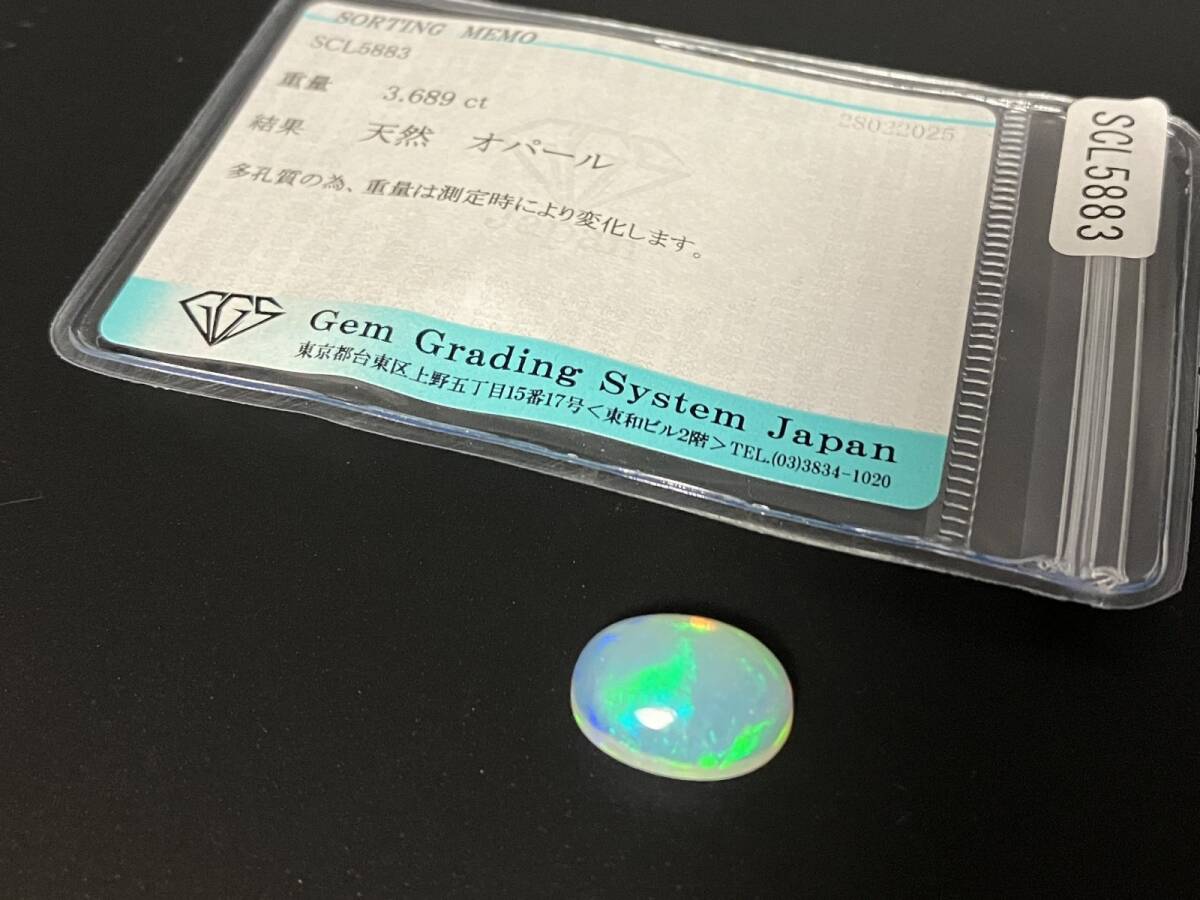 SORTING MEMO
SCL5883
28022025
重量 3.689 ct
結果 天然 オパール
多孔質の為、重量は測定時により変化します。
GGS
Gem Grading System Japan
東京都台東区上野五丁目15番17号<東和ビル2階>TEL.(03)3834-1020
SCL5883